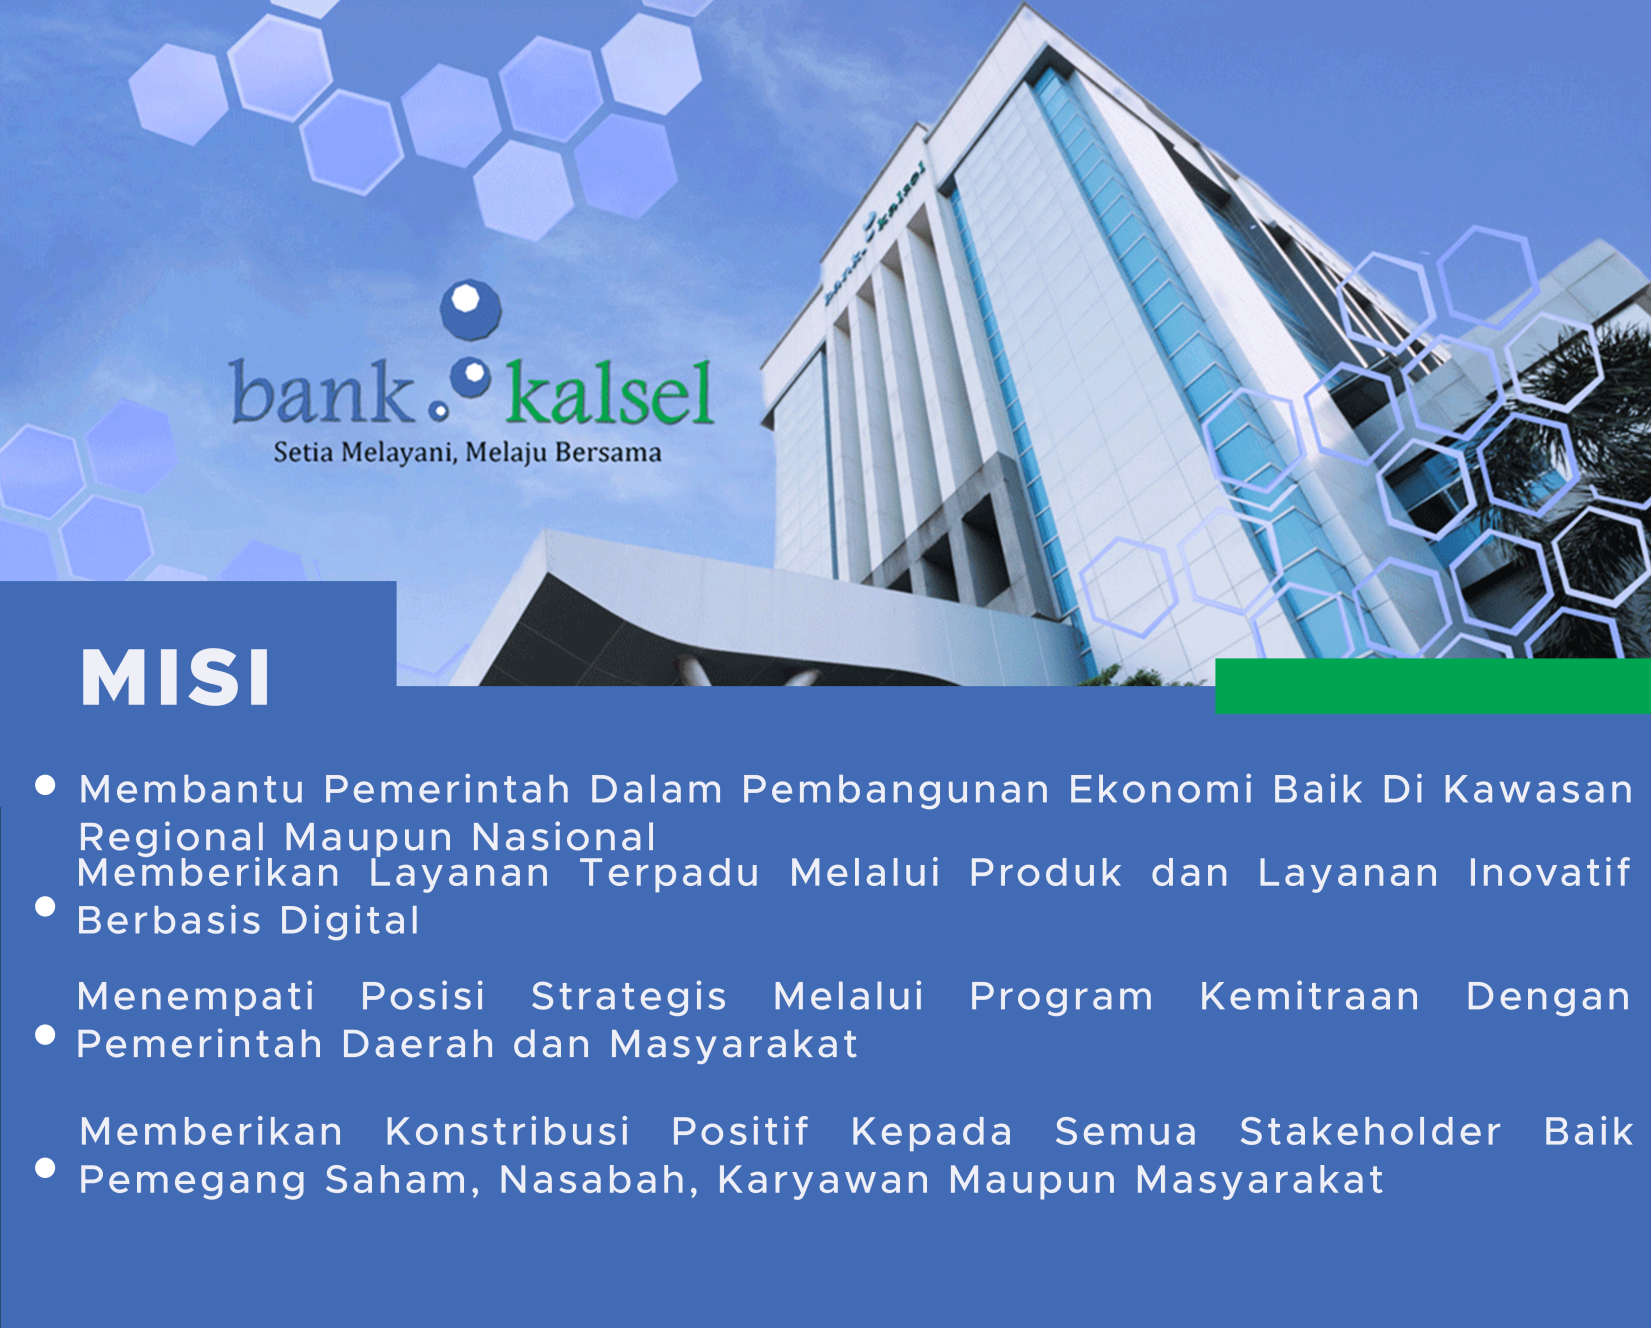 bank kalsel
bank kalsel
Setia Melayani, Melaju Bersama
MISI
Membantu Pemerintah Dalam Pembangunan Ekonomi Baik Di Kawasan
Regional Maupun Nasional
Memberikan Layanan Terpadu Melalui Produk dan Layanan Inovatif
Berbasis Digital
Menempati Posisi Strategis Melalui Program Kemitraan Dengan
Pemerintah Daerah dan Masyarakat
Memberikan Konstribusi Positif Kepada Semua Stakeholder Baik
Pemegang Saham, Nasabah, Karyawan Maupun Masyarakat